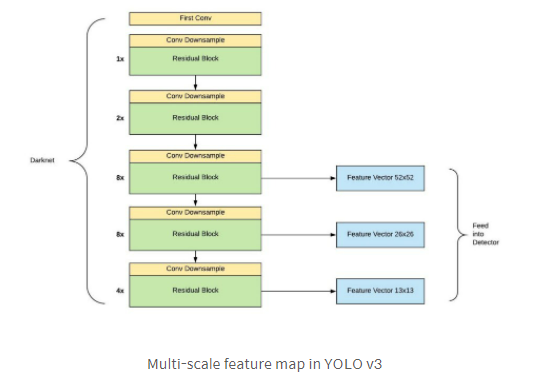 First Conv
Conv Downsample
1x
Residual Block
Conv Downsample
2x
Residual Block
Darknet
Conv Downsample
8x
Residual Block
Feature Vector 52x52
Conv Downsample
8x
Residual Block
Feature Vector 26x26
Feed
into
Detector
Conv Downsample
4x
Residual Block
Feature Vector 13x13
Multi-scale feature map in YOLO v3